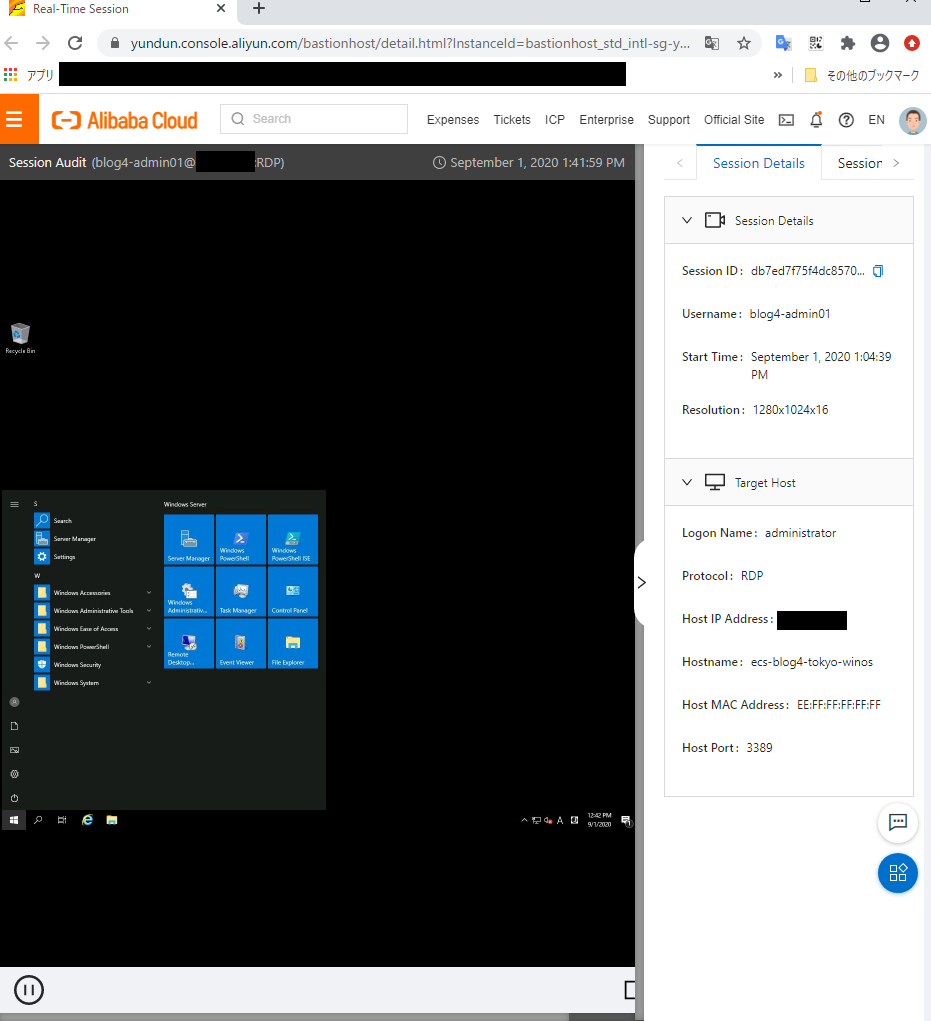 Real-Time Session
yundun.console.aliyun.com/bastionhost/detail.html?InstanceId=bastionhost_std_intl-sg-y...
アプリ
その他のブックマーク
Alibaba Cloud
Search
Expenses
Tickets
ICP
Enterprise
Support
Official Site
EN
Session Audit (blog4-admin01@ :RDP)
September 1, 2020 1:41:59 PM
Recycle Bin
S
Search
Server Manager
Settings
W
Windows Accessories
Windows Administrative Tools
Windows Ease of Access
Windows PowerShell
Windows Security
Windows System
Windows Server
Server Manager
Windows PowerShell
Windows PowerShell ISE
Windows Administrativ...
Task Manager
Control Panel
Remote Desktop...
Event Viewer
File Explorer
A
12:42 PM
9/1/2020
Session Details
Session
Session Details
Session ID: db7ed7f75f4dc8570...
Username: blog4-admin01
Start Time: September 1, 2020 1:04:39
PM
Resolution: 1280x1024x16
Target Host
Logon Name: administrator
Protocol: RDP
Host IP Address:
Hostname: ecs-blog4-tokyo-winos
Host MAC Address: EE:FF:FF:FF:FF:FF
Host Port: 3389